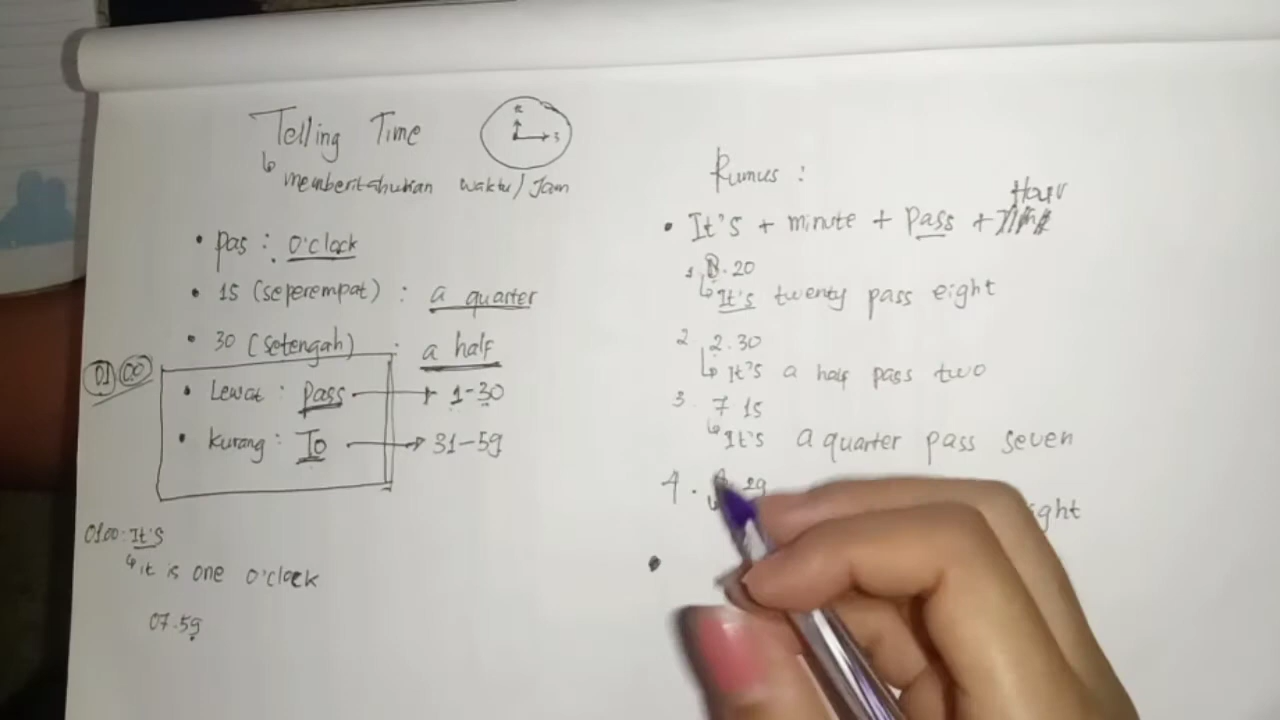 Telling Time
memberitahukan waktu / Jam
12
3
• pas : o'clock
• 15 (seperempat) : a quarter
• 30 (setengah) : a half
01 00
• Lewat : pass → 1-30
• kurang : To → 31-59
01.00 : It's
it is one o'clock
07.59
Rumus :
Hour
• It's + minute + pass +
1. 8.20
It's twenty pass eight
2. 2.30
It's a half pass two
3. 7 15
It's a quarter pass seven
4. 29
ight
•